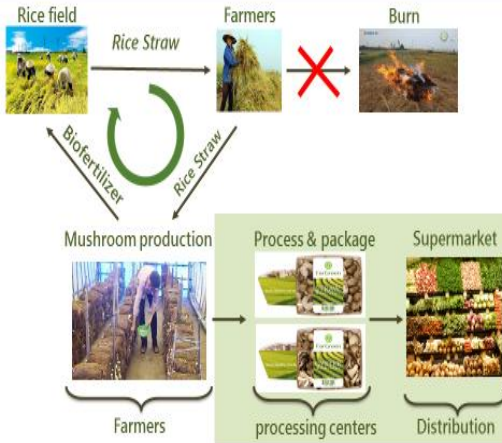 Rice field
Farmers
Burn
Rice Straw
Biofertilizer
Rice Straw
Mushroom production
Process & package
Supermarket
Farmers
processing centers
Distribution